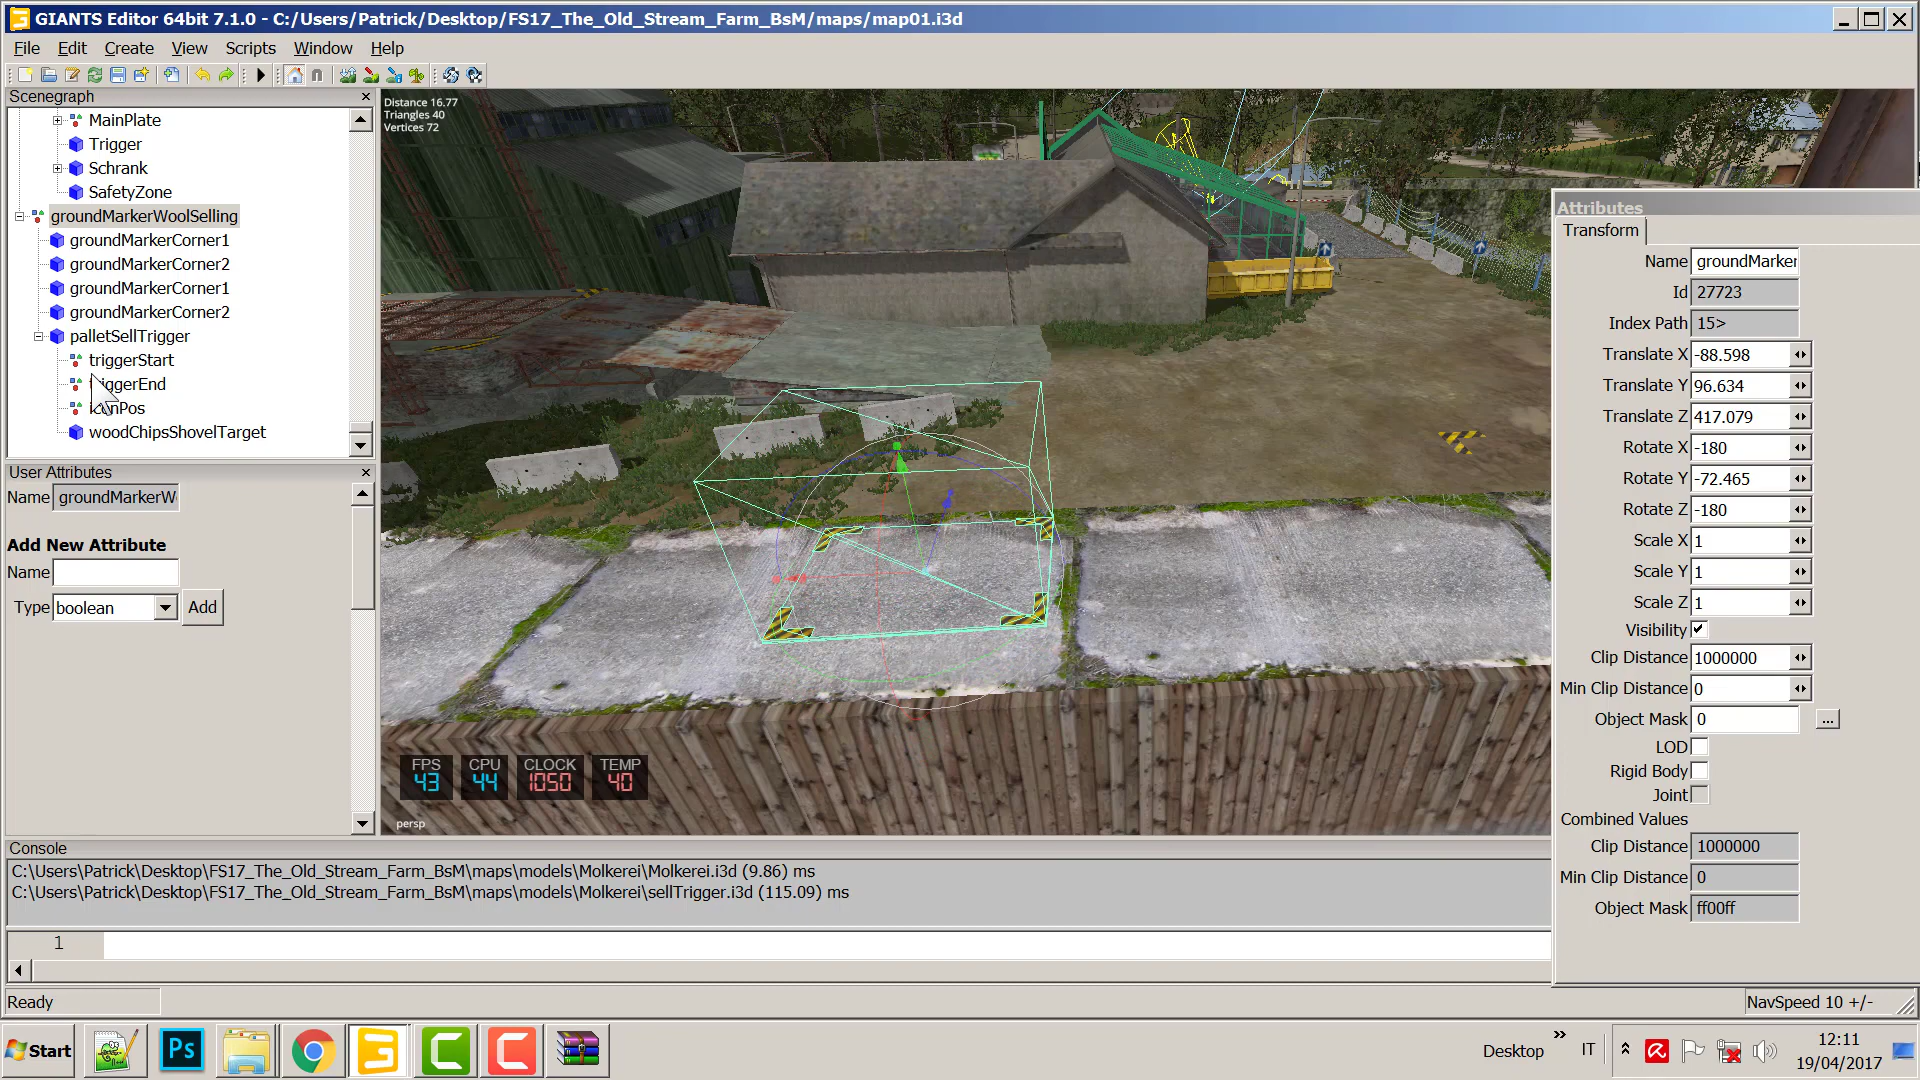 GIANTS Editor 64bit 7.1.0 - C:/Users/Patrick/Desktop/FS17_The_Old_Stream_Farm_BsM/maps/map01.i3d
File Edit Create View Scripts Window Help
Scenegraph
MainPlate
Trigger
Schrank
SafetyZone
groundMarkerWoolSelling
groundMarkerCorner1
groundMarkerCorner2
groundMarkerCorner1
groundMarkerCorner2
palletSellTrigger
triggerStart
woodChipsShovelTarget
User Attributes
Name groundMarkerW
Add New Attribute
Name
Type boolean Add
Distance 16.77
Triangles 40
Vertices 72
FPS CPU CLOCK TEMP
43 44 1050 40
persp
Attributes
Transform
Name groundMarker
Id 27723
Index Path 15>
Translate X -88.598
Translate Y 96.634
Translate Z 417.079
Rotate X -180
Rotate Y -72.465
Rotate Z -180
Scale X 1
Scale Y 1
Scale Z 1
Visibility
Clip Distance 1000000
Min Clip Distance 0
Object Mask 0 ...
LOD
Rigid Body
Joint
Combined Values
Clip Distance 1000000
Min Clip Distance 0
Object Mask ff00ff
Console
C:\Users\Patrick\Desktop\FS17_The_Old_Stream_Farm_BsM\maps\models\Molkerei\Molkerei.i3d (9.86) ms
C:\Users\Patrick\Desktop\FS17_The_Old_Stream_Farm_BsM\maps\models\Molkerei\sellTrigger.i3d (115.09) ms
1
Ready
NavSpeed 10 +/-
Start
Ps
Desktop
IT
12:11
19/04/2017